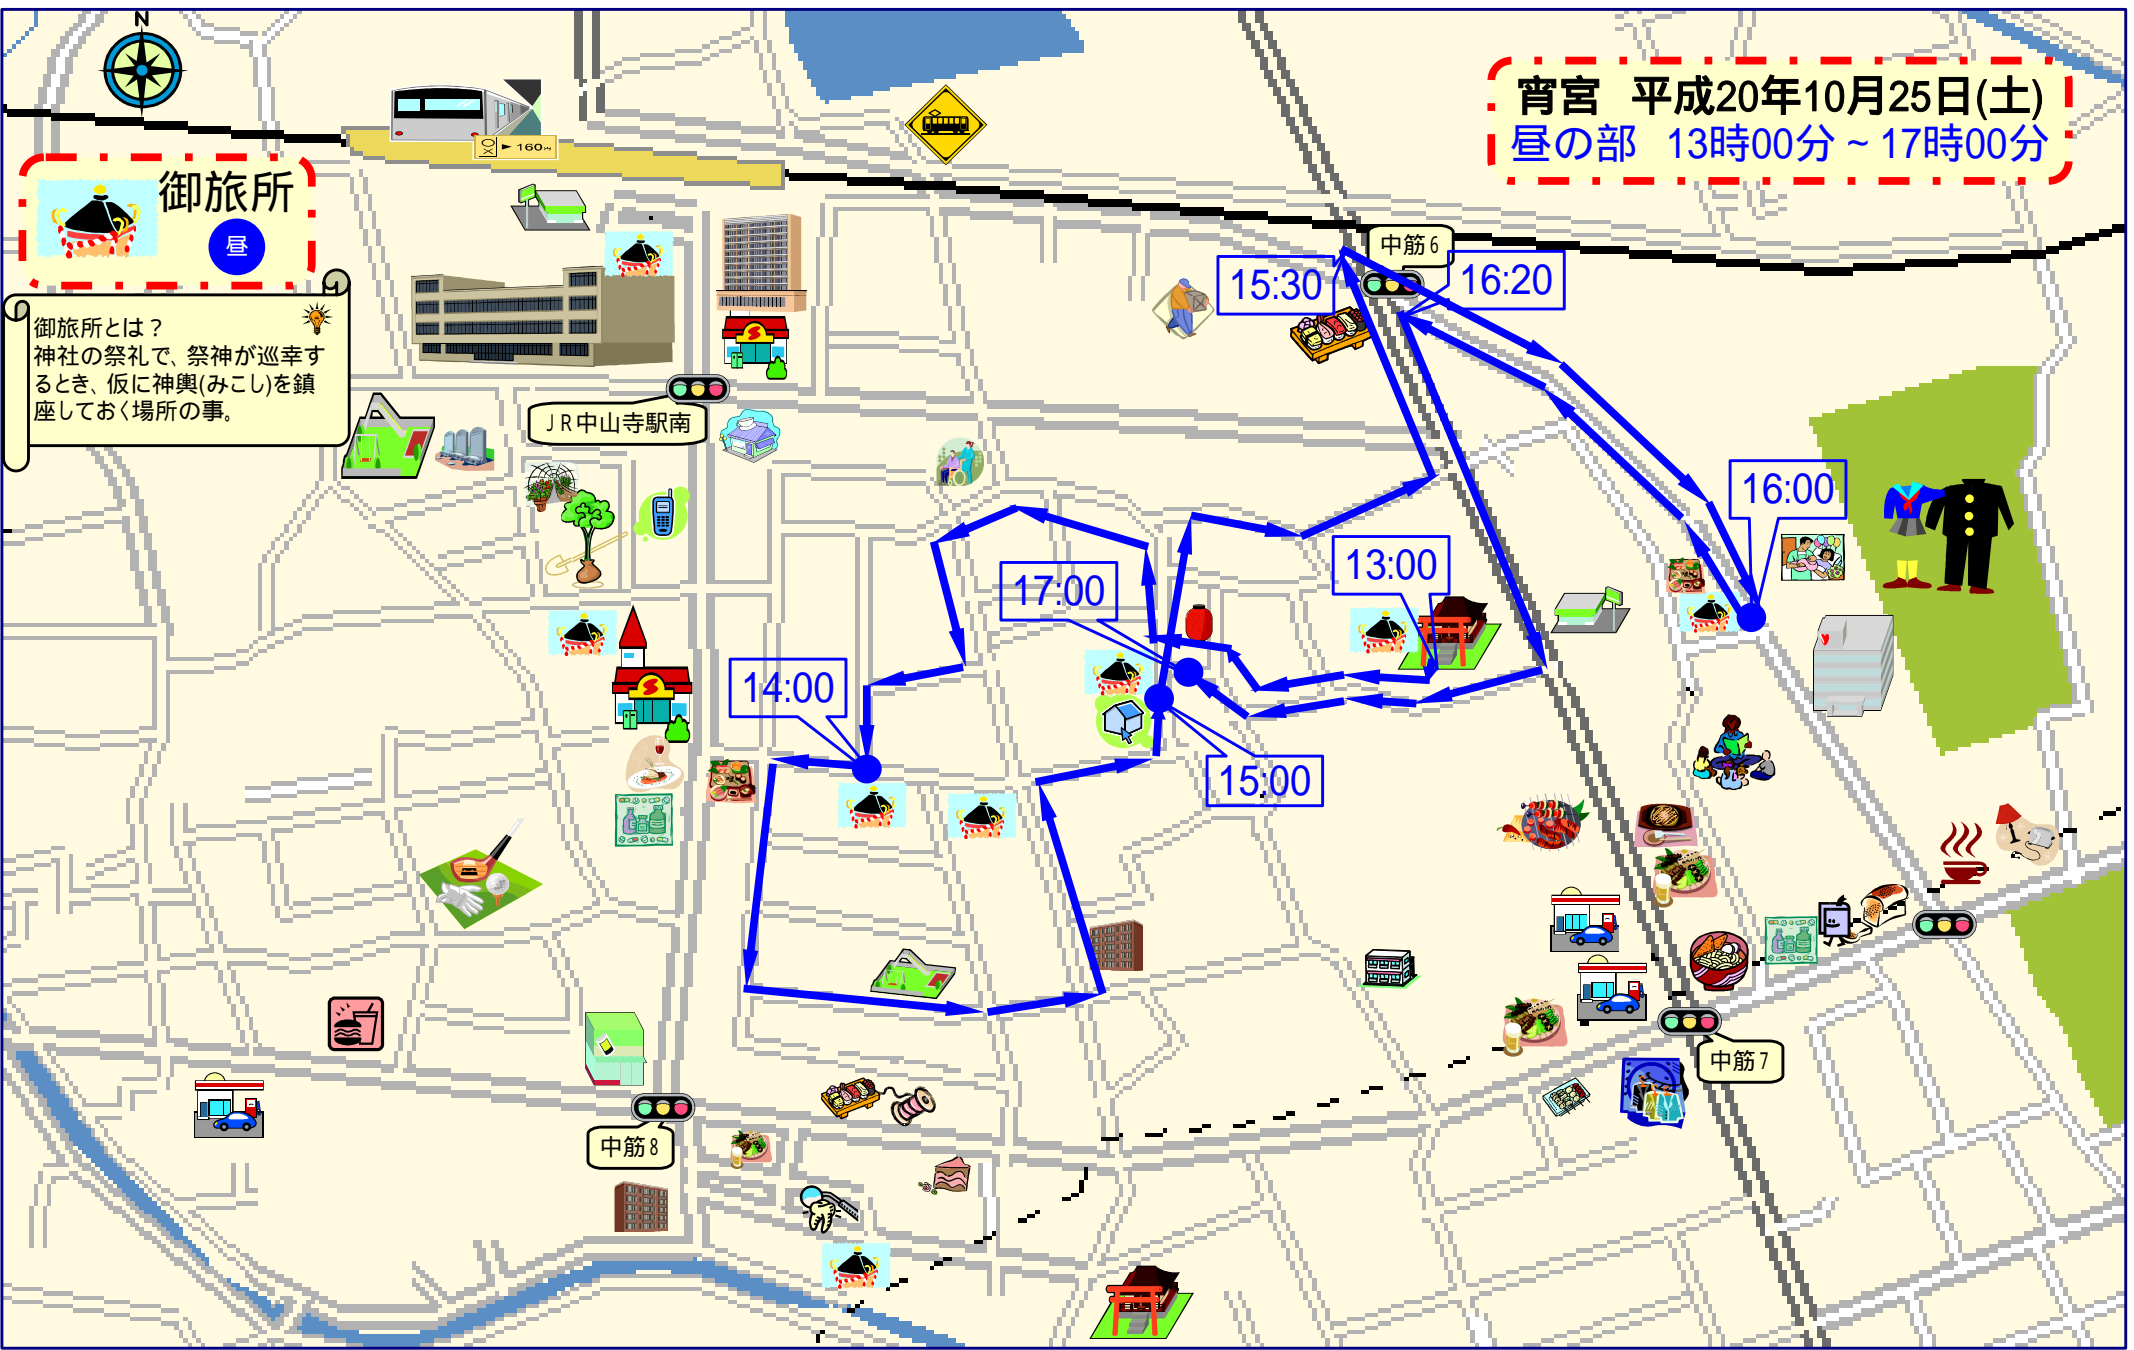 N
宵宮 平成20年10月25日(土)
昼の部 13時00分~17時00分
160m
御旅所
昼
御旅所とは?
神社の祭礼で、祭神が巡幸す
るとき、仮に神輿(みこし)を鎮
座しておく場所の事。
中筋6
15:30
16:20
JR中山寺駅南
16:00
13:00
17:00
14:00
15:00
中筋7
中筋8